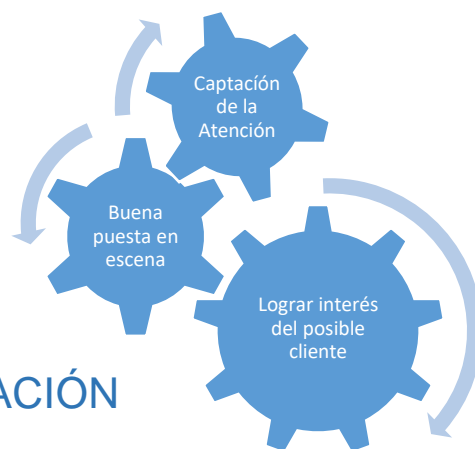 Captación
de la
Atención
Buena
puesta en
escena
Lograr interés
del posible
cliente
ACIÓN